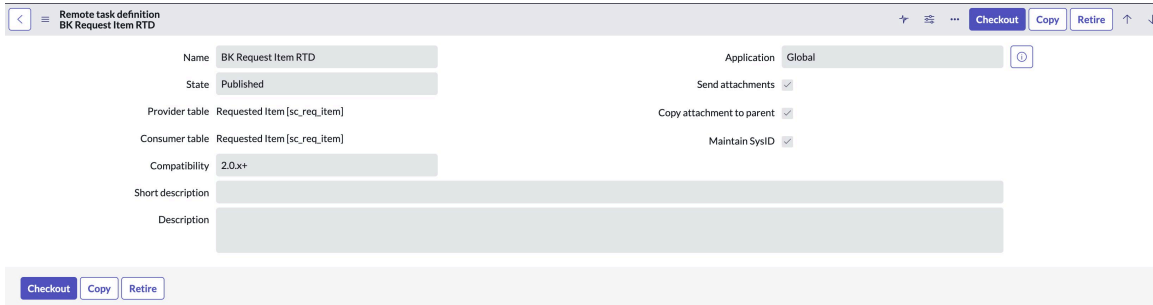 Remote task definition
BK Request Item RTD
Checkout Copy Retire
Name BK Request Item RTD
Application Global
State Published
Send attachments
Provider table Requested Item [sc_req_item]
Copy attachment to parent
Consumer table Requested Item [sc_req_item]
Maintain SysID
Compatibility 2.0.x+
Short description
Description
Checkout Copy Retire